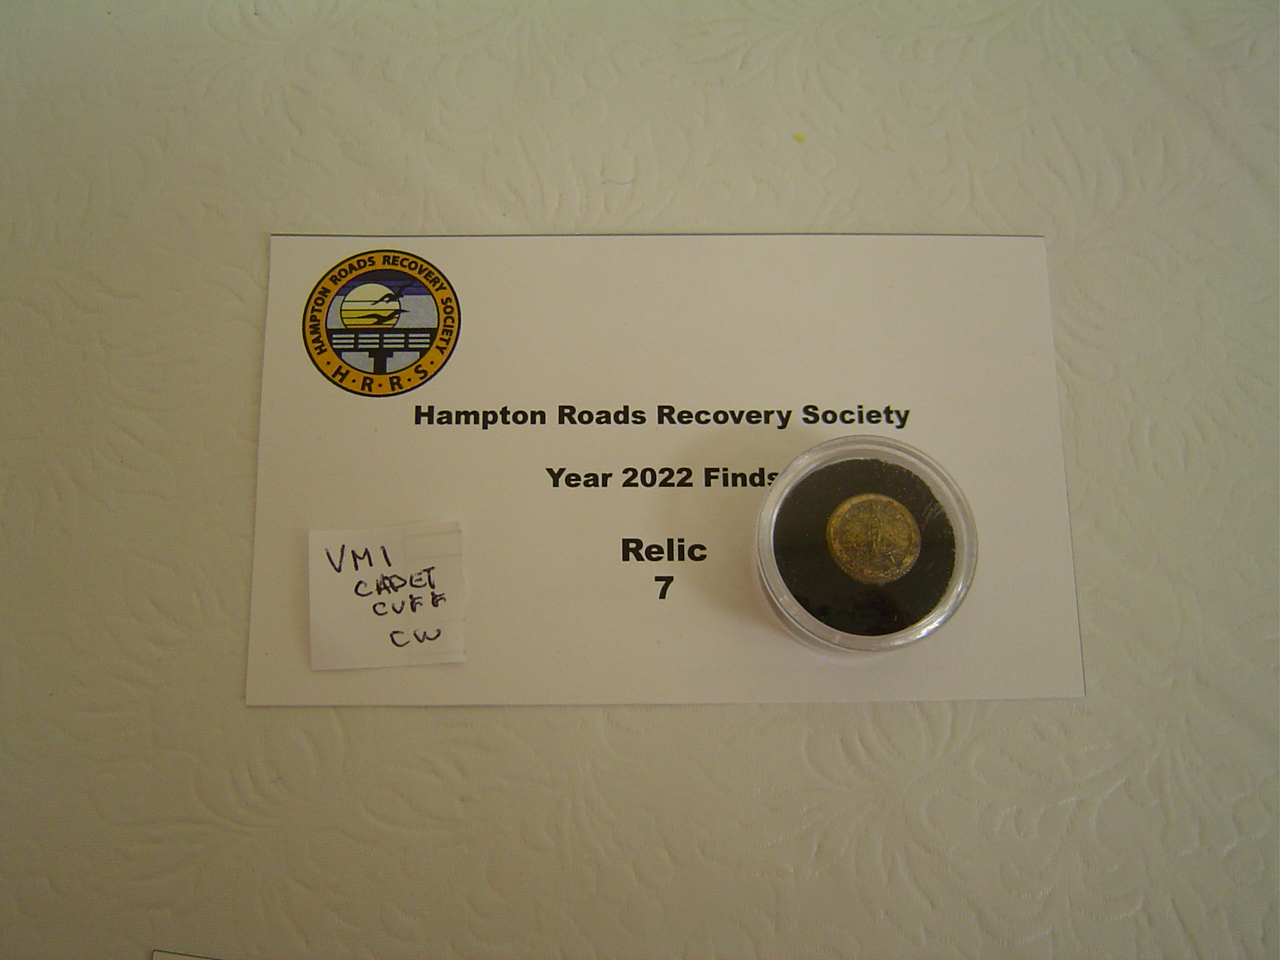 HAMPTON ROADS RECOVERY SOCIETY
· H · R · R · S ·
Hampton Roads Recovery Society
Year 2022 Finds
Relic
7
VMI
CADET
CUFF
CW